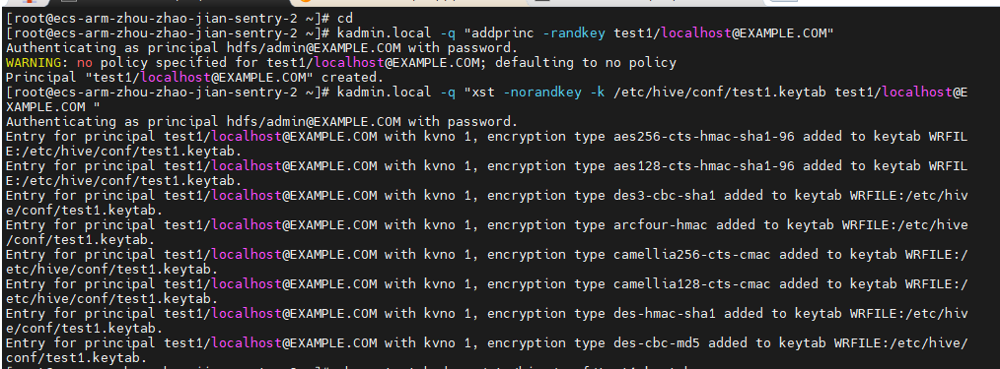 [root@ecs-arm-zhou-zhao-jian-sentry-2 ~]# cd
[root@ecs-arm-zhou-zhao-jian-sentry-2 ~]# kadmin.local -q "addprinc -randkey test1/localhost@EXAMPLE.COM"
Authenticating as principal hdfs/admin@EXAMPLE.COM with password.
WARNING: no policy specified for test1/localhost@EXAMPLE.COM; defaulting to no policy
Principal "test1/localhost@EXAMPLE.COM" created.
[root@ecs-arm-zhou-zhao-jian-sentry-2 ~]# kadmin.local -q "xst -norandkey -k /etc/hive/conf/test1.keytab test1/localhost@E
XAMPLE.COM "
Authenticating as principal hdfs/admin@EXAMPLE.COM with password.
Entry for principal test1/localhost@EXAMPLE.COM with kvno 1, encryption type aes256-cts-hmac-sha1-96 added to keytab WRFIL
E:/etc/hive/conf/test1.keytab.
Entry for principal test1/localhost@EXAMPLE.COM with kvno 1, encryption type aes128-cts-hmac-sha1-96 added to keytab WRFIL
E:/etc/hive/conf/test1.keytab.
Entry for principal test1/localhost@EXAMPLE.COM with kvno 1, encryption type des3-cbc-sha1 added to keytab WRFILE:/etc/hiv
e/conf/test1.keytab.
Entry for principal test1/localhost@EXAMPLE.COM with kvno 1, encryption type arcfour-hmac added to keytab WRFILE:/etc/hive
/conf/test1.keytab.
Entry for principal test1/localhost@EXAMPLE.COM with kvno 1, encryption type camellia256-cts-cmac added to keytab WRFILE:/
etc/hive/conf/test1.keytab.
Entry for principal test1/localhost@EXAMPLE.COM with kvno 1, encryption type camellia128-cts-cmac added to keytab WRFILE:/
etc/hive/conf/test1.keytab.
Entry for principal test1/localhost@EXAMPLE.COM with kvno 1, encryption type des-hmac-sha1 added to keytab WRFILE:/etc/hiv
e/conf/test1.keytab.
Entry for principal test1/localhost@EXAMPLE.COM with kvno 1, encryption type des-cbc-md5 added to keytab WRFILE:/etc/hive/
conf/test1.keytab.